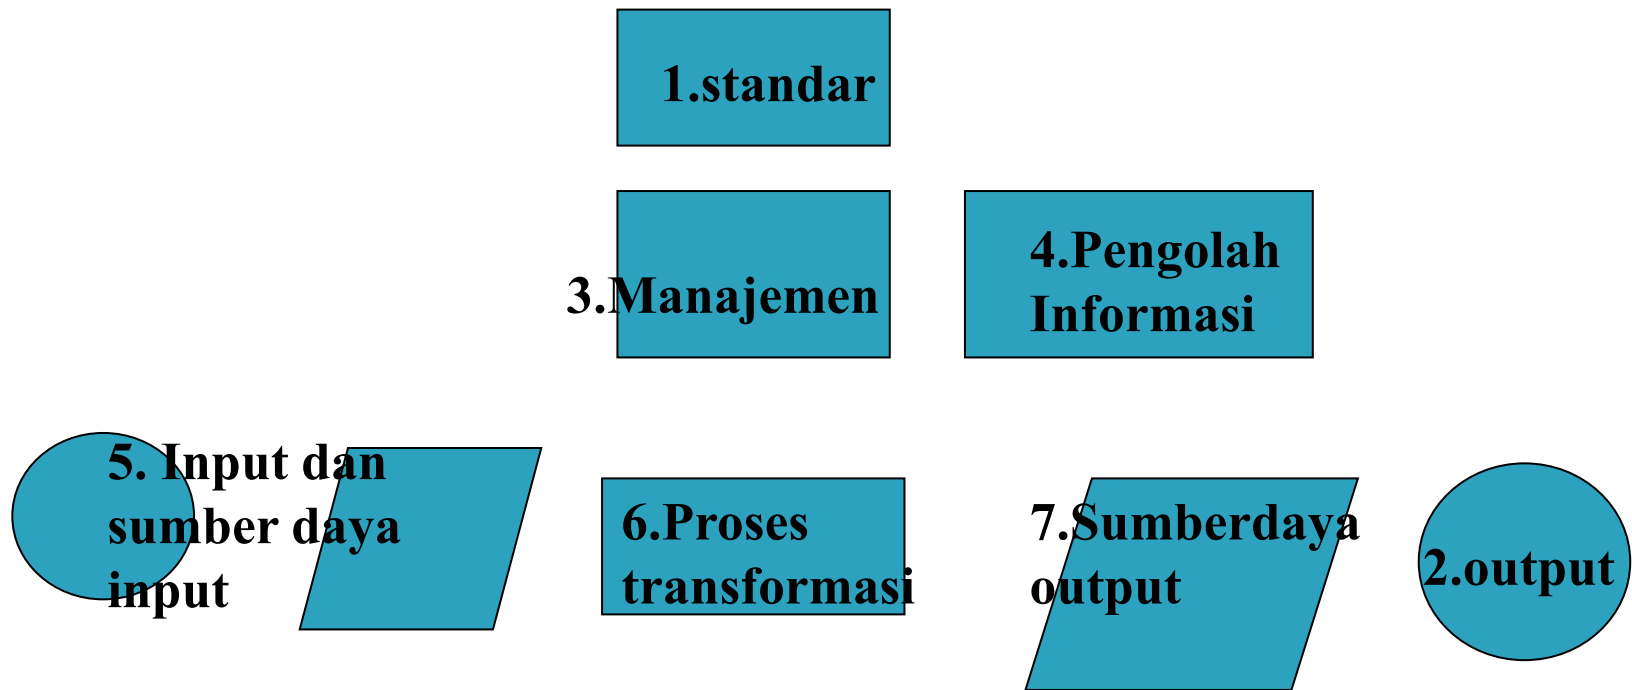 1.standar
3.Manajemen
4.Pengolah
Informasi
5. Input dan
sumber daya
input
6.Proses
transformasi
7.Sumberdaya
output
2.output